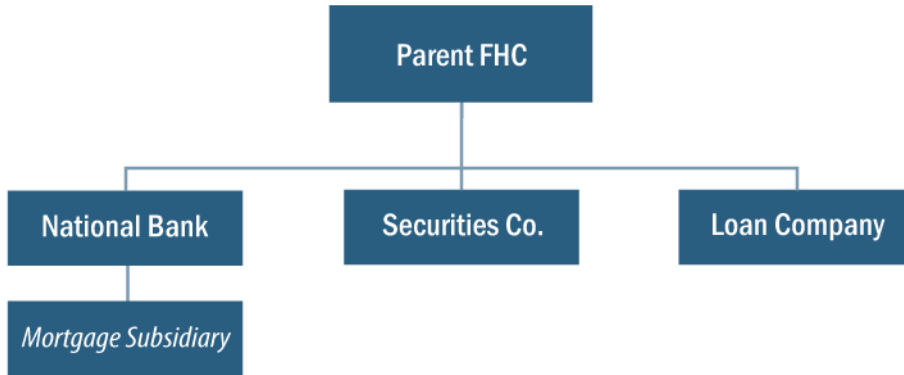 Parent FHC
National Bank
Securities Co.
Loan Company
Mortgage Subsidiary